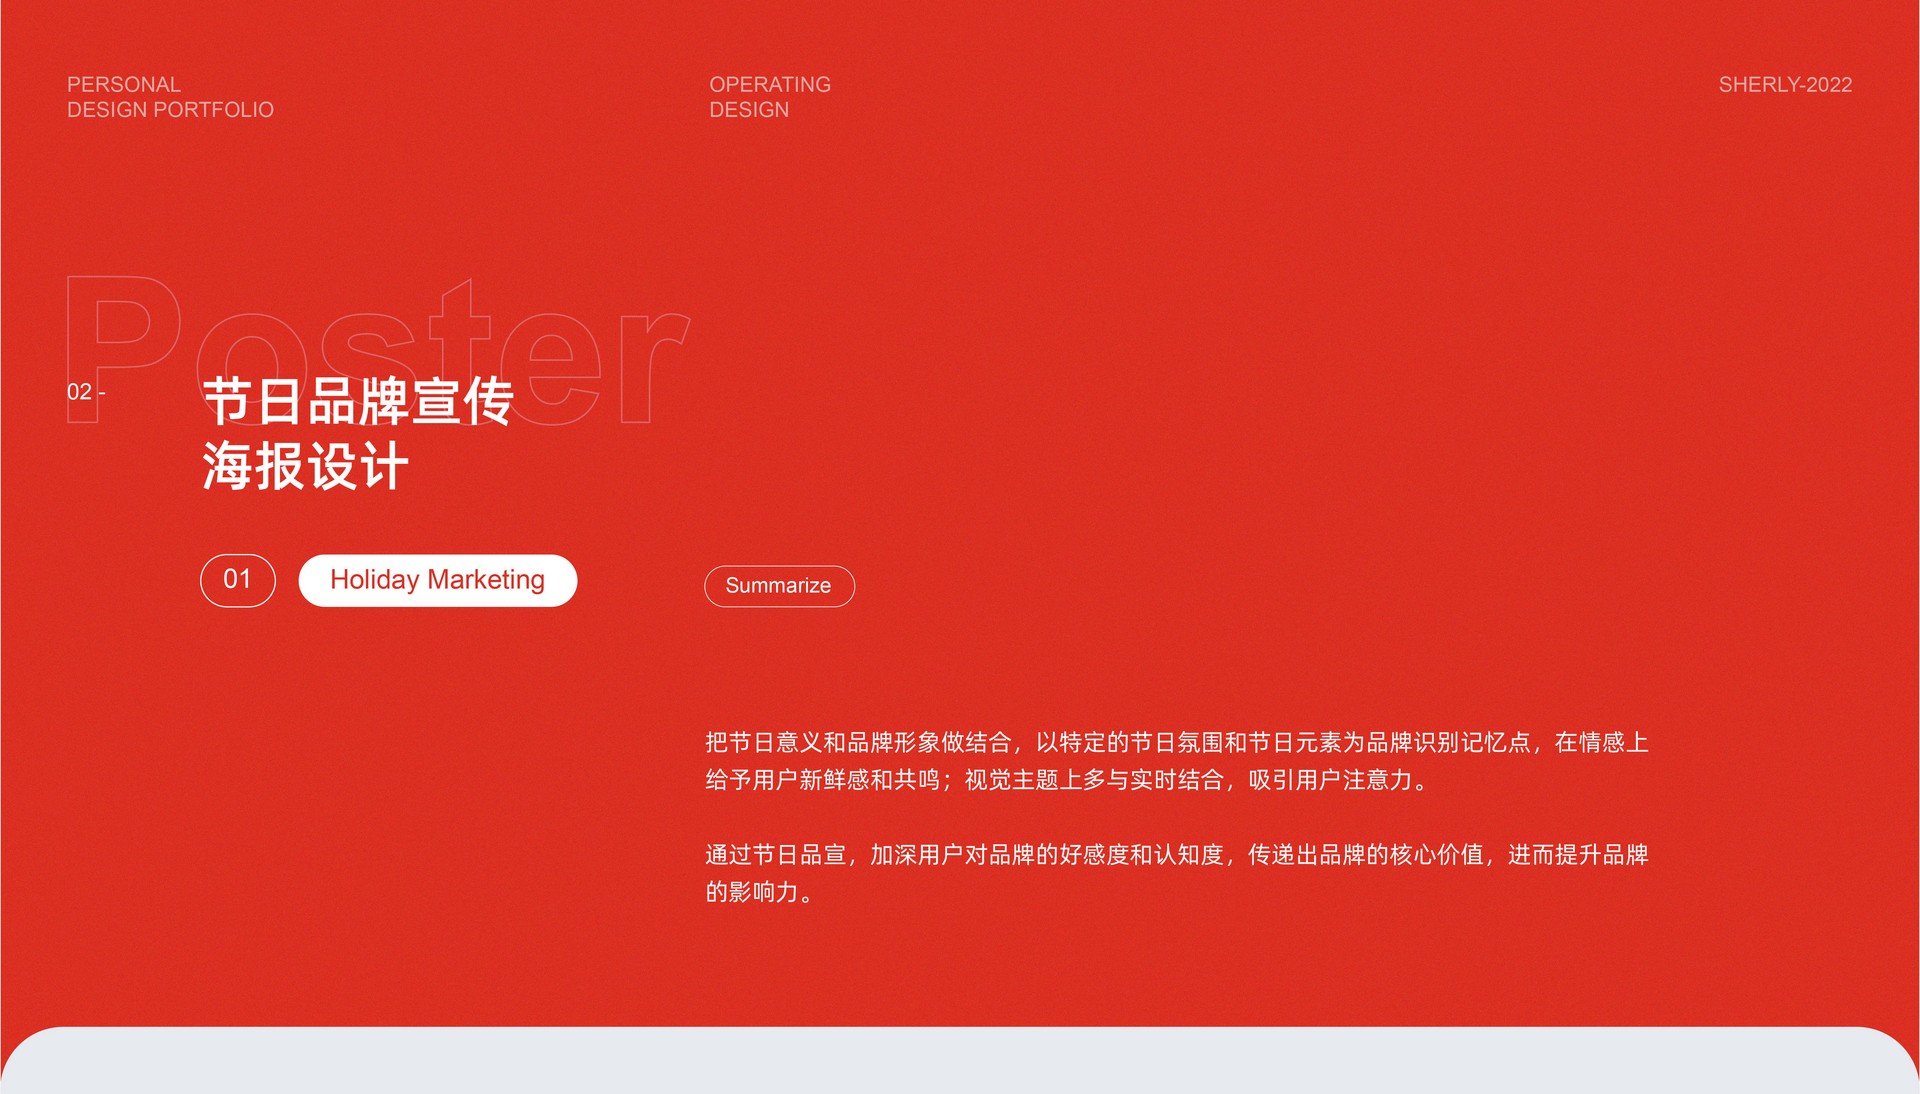 PERSONAL
DESIGN PORTFOLIO
OPERATING
DESIGN
SHERLY-2022
Poster
02 -
节日品牌宣传
海报设计
01
Holiday Marketing
Summarize
把节日意义和品牌形象做结合，以特定的节日氛围和节日元素为品牌识别记忆点，在情感上
给予用户新鲜感和共鸣；视觉主题上多与实时结合，吸引用户注意力。
通过节日品宣，加深用户对品牌的好感度和认知度，传递出品牌的核心价值，进而提升品牌
的影响力。